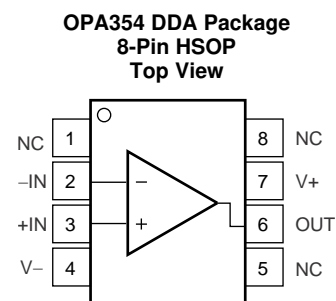 OPA354 DDA Package
8-Pin HSOP
Top View
NC 1 8 NC
−IN 2 − 7 V+
+IN 3 + 6 OUT
V− 4 5 NC